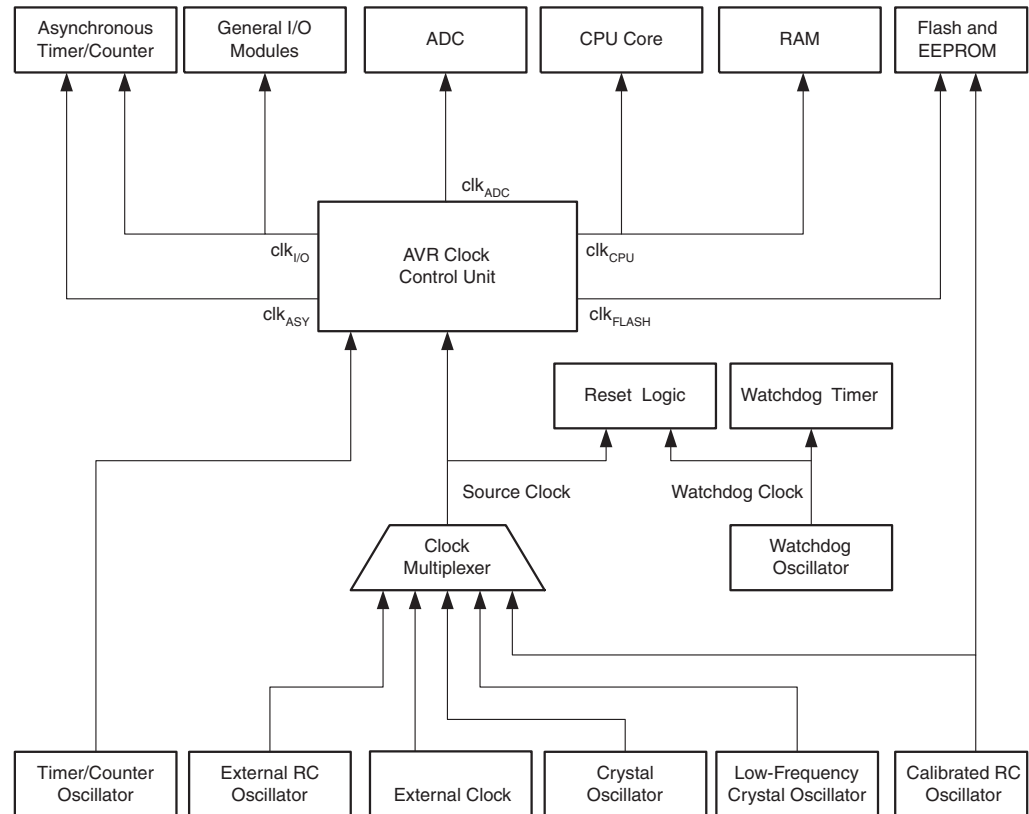 Asynchronous
Timer/Counter
General I/O
Modules
ADC
CPU Core
RAM
Flash and
EEPROM
clkADC
AVR Clock
Control Unit
clkI/O
clkCPU
clkASY
clkFLASH
Reset Logic
Watchdog Timer
Source Clock
Watchdog Clock
Clock
Multiplexer
Watchdog
Oscillator
Timer/Counter
Oscillator
External RC
Oscillator
External Clock
Crystal
Oscillator
Low-Frequency
Crystal Oscillator
Calibrated RC
Oscillator